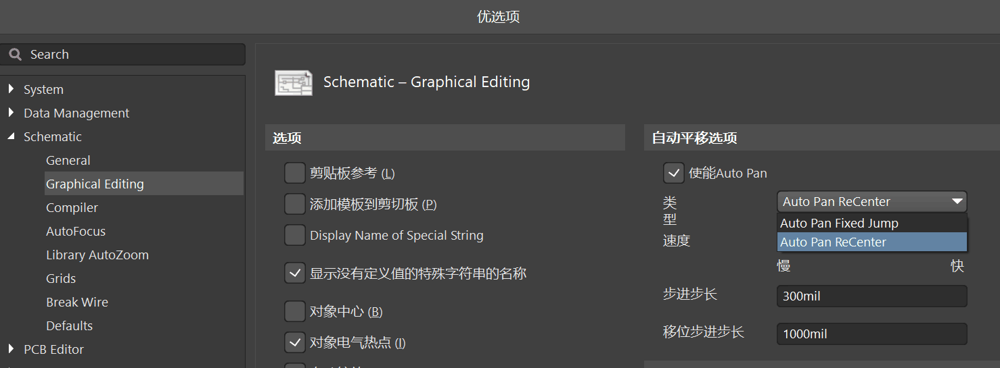 优选项
Search
System
Data Management
Schematic
General
Graphical Editing
Compiler
AutoFocus
Library AutoZoom
Grids
Break Wire
Defaults
PCB Editor
Schematic – Graphical Editing
选项
剪贴板参考 (L)
添加模板到剪切板 (P)
Display Name of Special String
显示没有定义值的特殊字符串的名称
对象中心 (B)
对象电气热点 (I)
自动平移选项
使能Auto Pan
类
型
Auto Pan ReCenter
Auto Pan Fixed Jump
Auto Pan ReCenter
速度
慢 快
步进步长 300mil
移位步进步长 1000mil